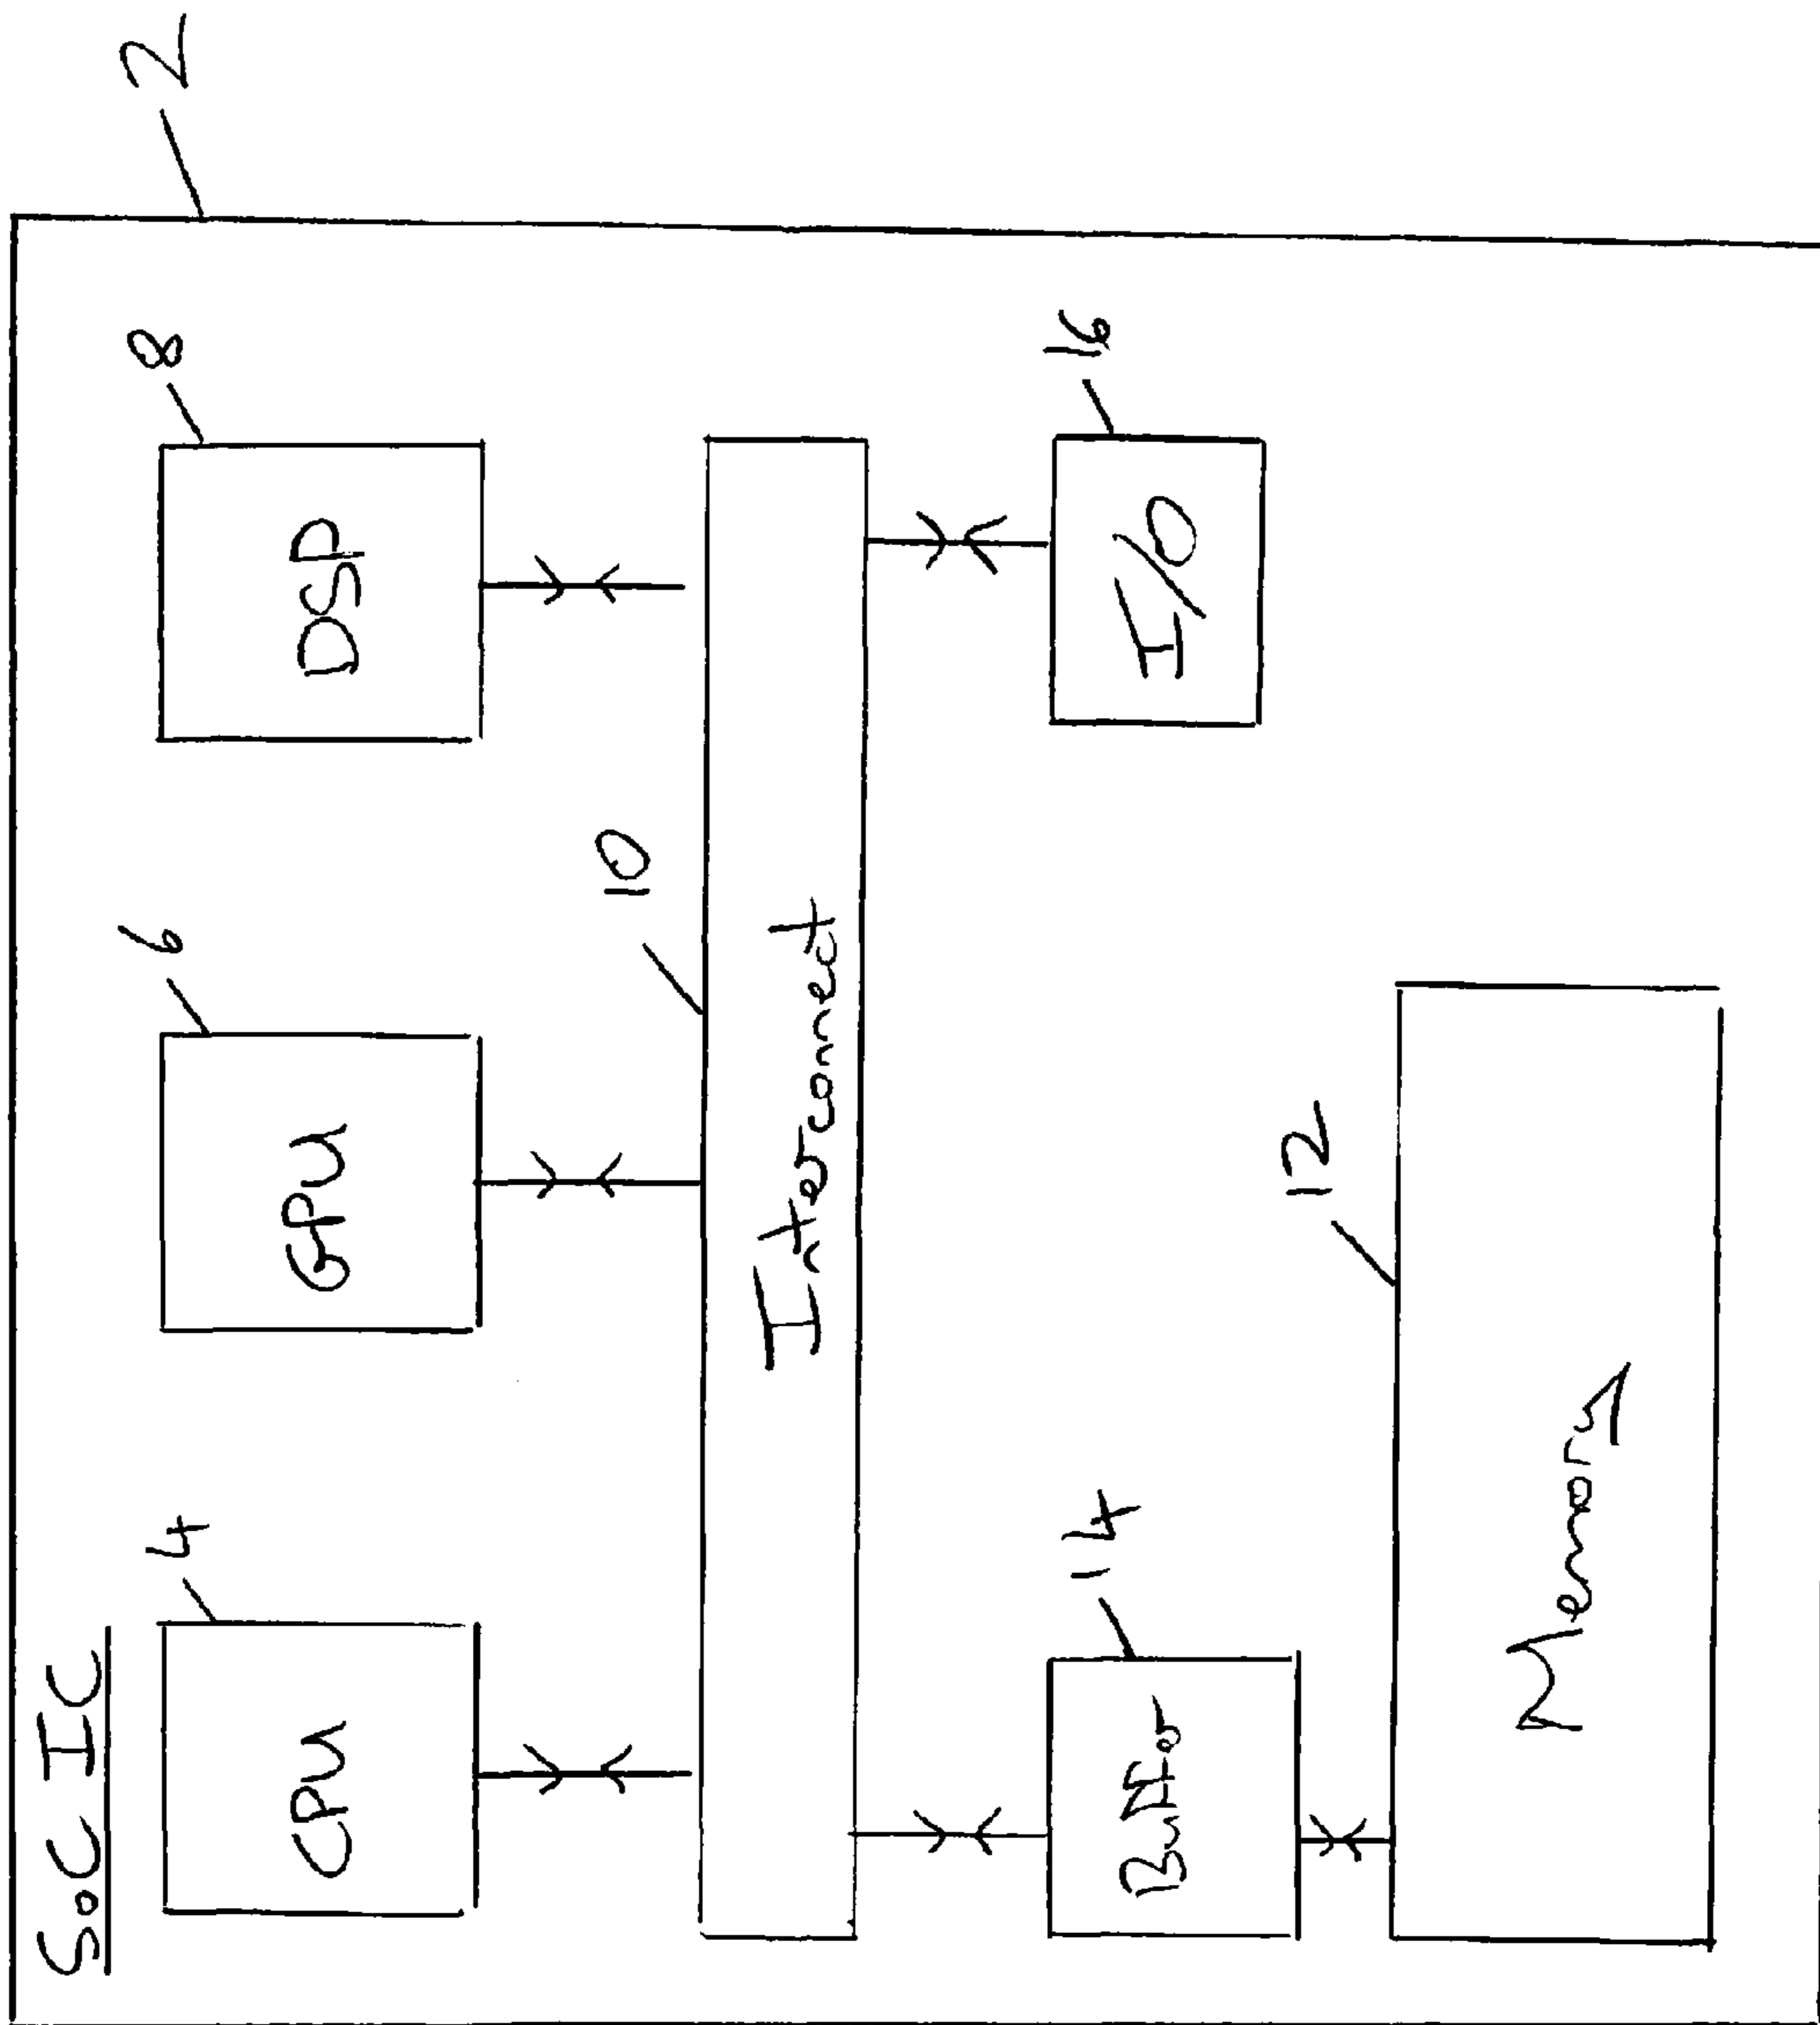 SoC IC
2
4 6 8
CPU GPU DSP
10
Interconnect
14 16
Buffer I/O
12
Memory